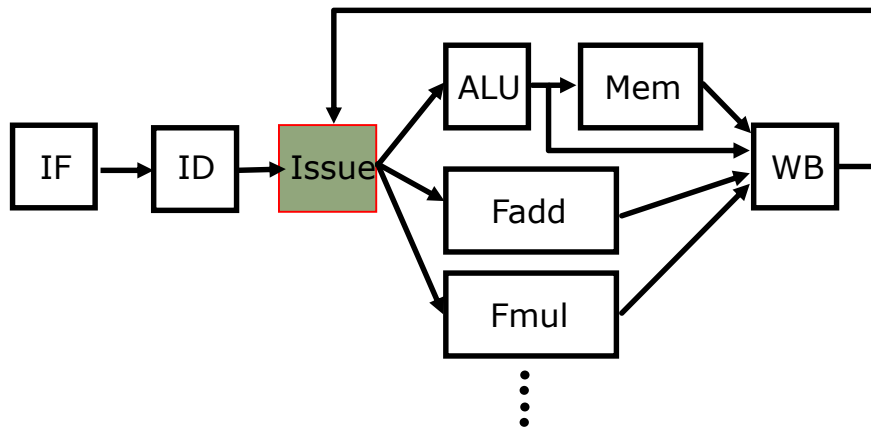 IF
ID
Issue
ALU
Mem
Fadd
Fmul
WB